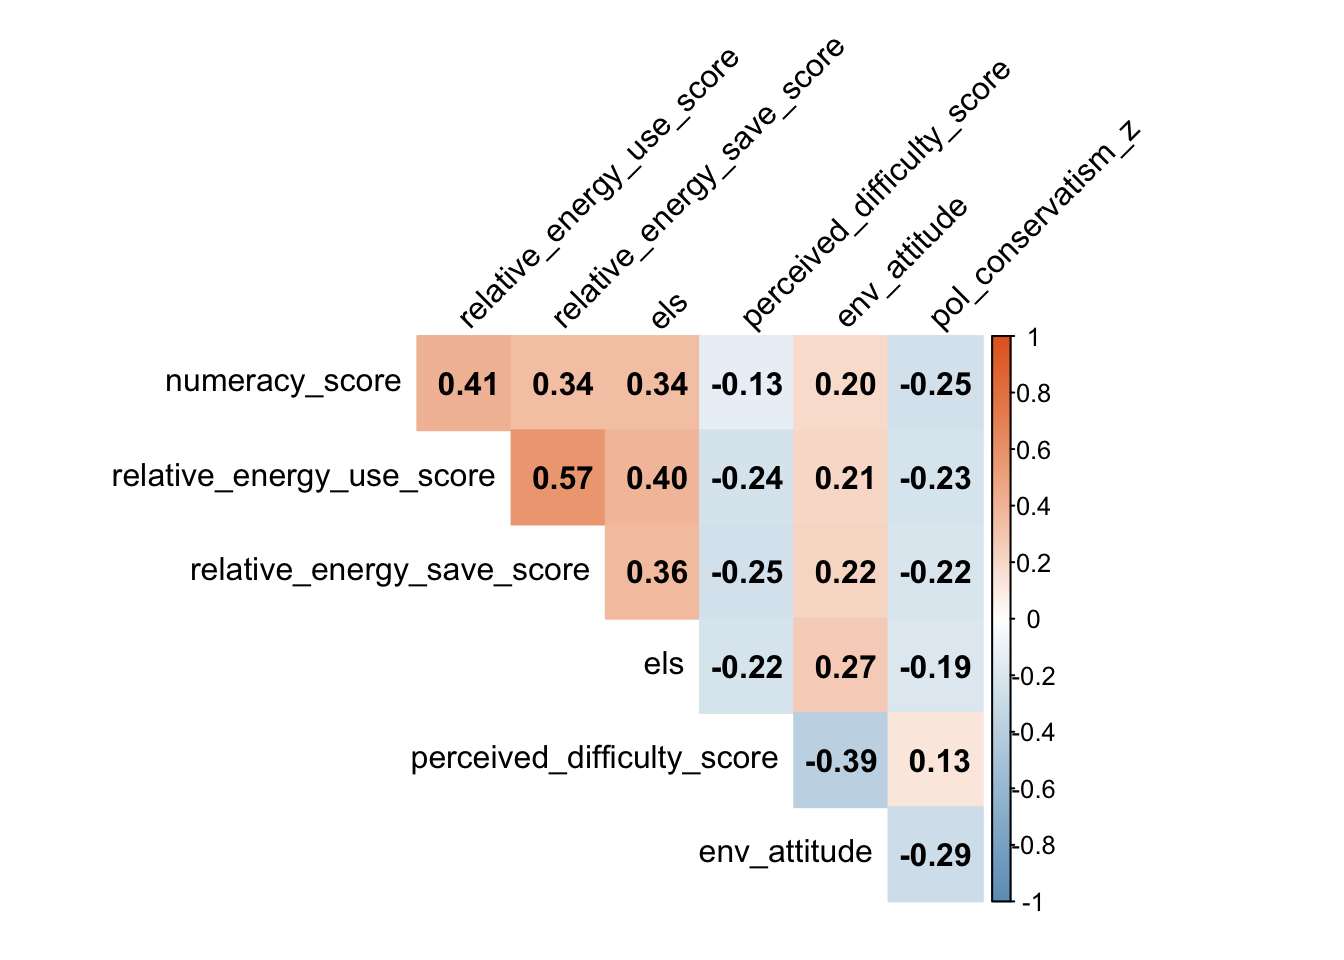 relative_energy_use_score
relative_energy_save_score
els
perceived_difficulty_score
env_attitude
pol_conservatism_z
numeracy_score 0.41 0.34 0.34 -0.13 0.20 -0.25
relative_energy_use_score 0.57 0.40 -0.24 0.21 -0.23
relative_energy_save_score 0.36 -0.25 0.22 -0.22
els -0.22 0.27 -0.19
perceived_difficulty_score -0.39 0.13
env_attitude -0.29
1
0.8
0.6
0.4
0.2
0
-0.2
-0.4
-0.6
-0.8
-1